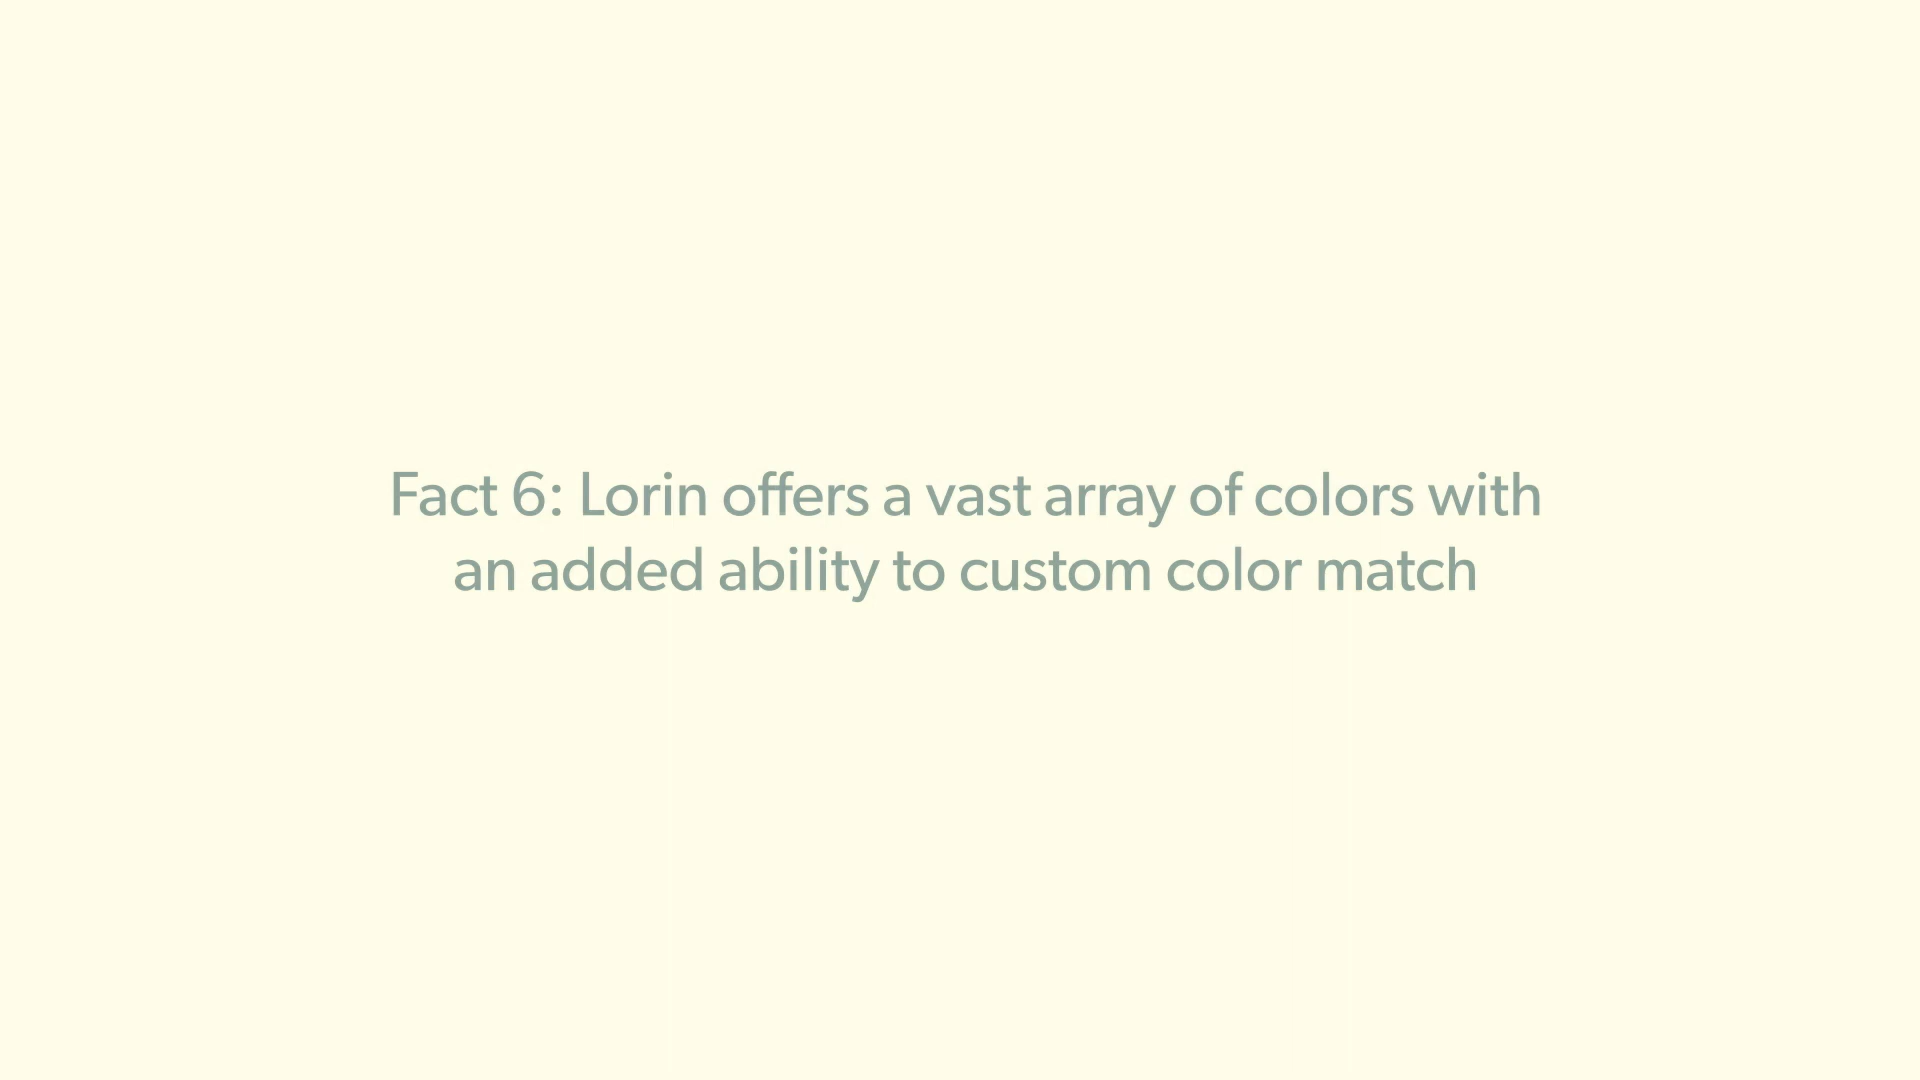 Fact 6: Lorin offers a vast array of colors with
an added ability to custom color match